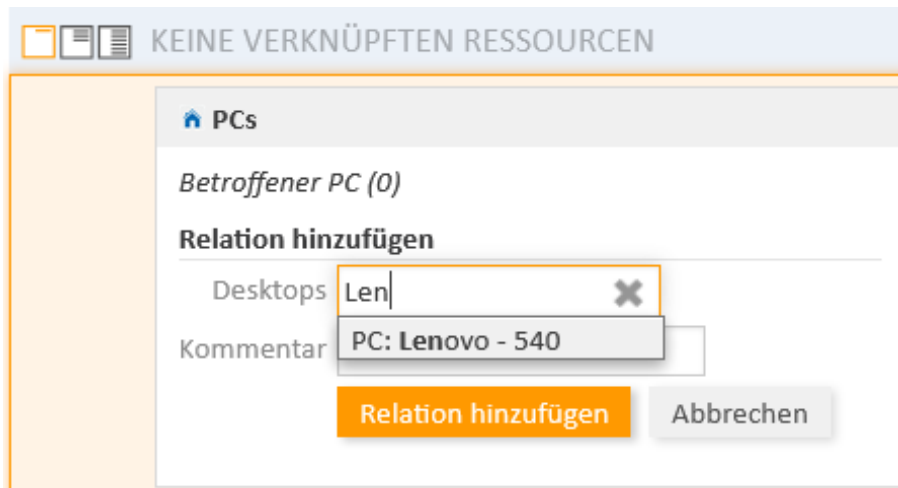 KEINE VERKNÜPFTEN RESSOURCEN
PCs
Betroffener PC (0)
Relation hinzufügen
Desktops Len
PC: Lenovo - 540
Kommentar
Relation hinzufügen Abbrechen